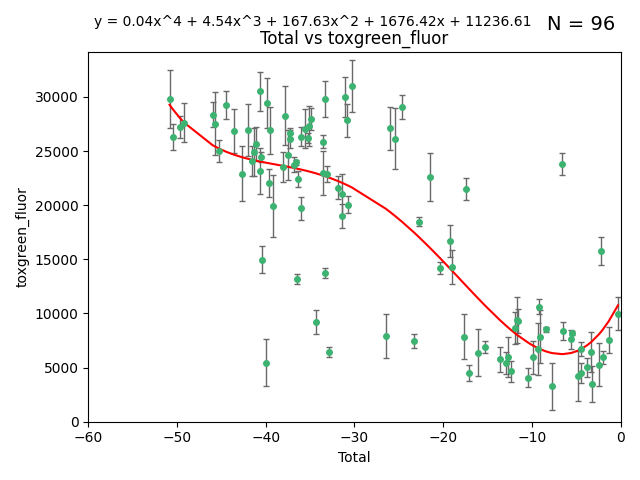 y = 0.04x^4 + 4.54x^3 + 167.63x^2 + 1676.42x + 11236.61
N = 96
Total vs toxgreen_fluor
toxgreen_fluor
30000
25000
20000
15000
10000
5000
0
−60
−50
−40
−30
−20
−10
0
Total